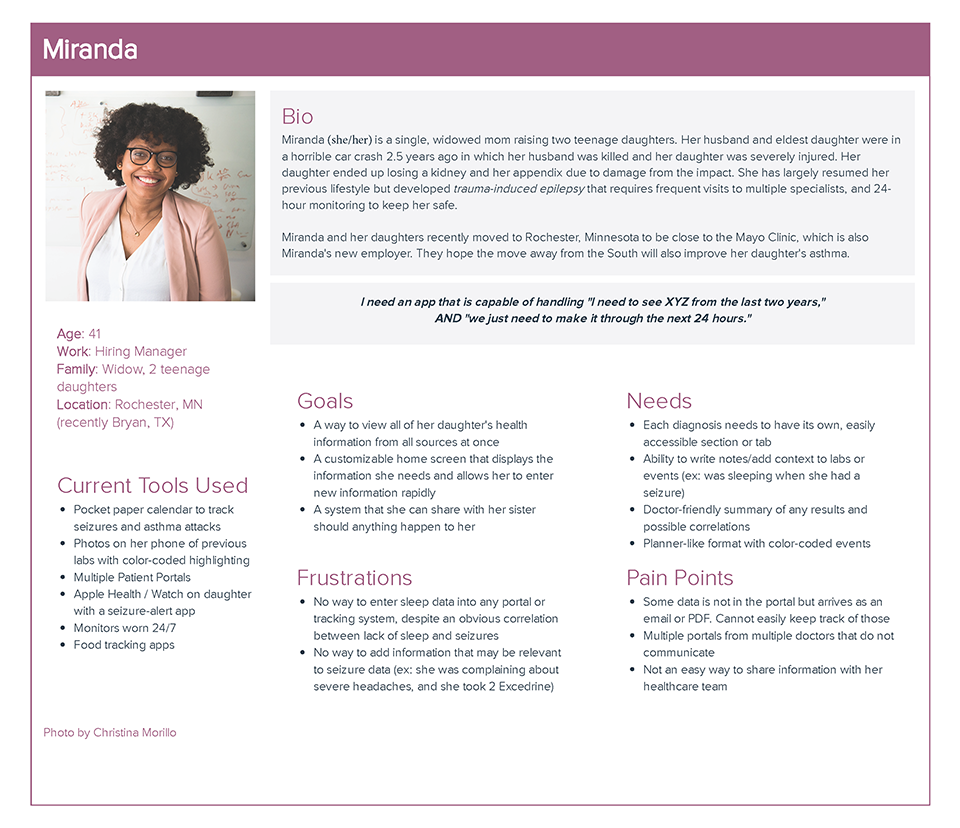 Miranda
Bio
Miranda (she/her) is a single, widowed mom raising two teenage daughters. Her husband and eldest daughter were in
a horrible car crash 2.5 years ago in which her husband was killed and her daughter was severely injured. Her
daughter ended up losing a kidney and her appendix due to damage from the impact. She has largely resumed her
previous lifestyle but developed trauma-induced epilepsy that requires frequent visits to multiple specialists, and 24-
hour monitoring to keep her safe.
Miranda and her daughters recently moved to Rochester, Minnesota to be close to the Mayo Clinic, which is also
Miranda's new employer. They hope the move away from the South will also improve her daughter's asthma.
I need an app that is capable of handling "I need to see XYZ from the last two years,"
AND "we just need to make it through the next 24 hours."
Age: 41
Work: Hiring Manager
Family: Widow, 2 teenage
daughters
Location: Rochester, MN
(recently Bryan, TX)
Current Tools Used
• Pocket paper calendar to track
seizures and asthma attacks
• Photos on her phone of previous
labs with color-coded highlighting
• Multiple Patient Portals
• Apple Health / Watch on daughter
with a seizure-alert app
• Monitors worn 24/7
• Food tracking apps
Goals
• A way to view all of her daughter's health
information from all sources at once
• A customizable home screen that displays the
information she needs and allows her to enter
new information rapidly
• A system that she can share with her sister
should anything happen to her
Needs
• Each diagnosis needs to have its own, easily
accessible section or tab
• Ability to write notes/add context to labs or
events (ex: was sleeping when she had a
seizure)
• Doctor-friendly summary of any results and
possible correlations
• Planner-like format with color-coded events
Frustrations
• No way to enter sleep data into any portal or
tracking system, despite an obvious correlation
between lack of sleep and seizures
• No way to add information that may be relevant
to seizure data (ex: she was complaining about
severe headaches, and she took 2 Excedrine)
Pain Points
• Some data is not in the portal but arrives as an
email or PDF. Cannot easily keep track of those
• Multiple portals from multiple doctors that do not
communicate
• Not an easy way to share information with her
healthcare team
Photo by Christina Morillo